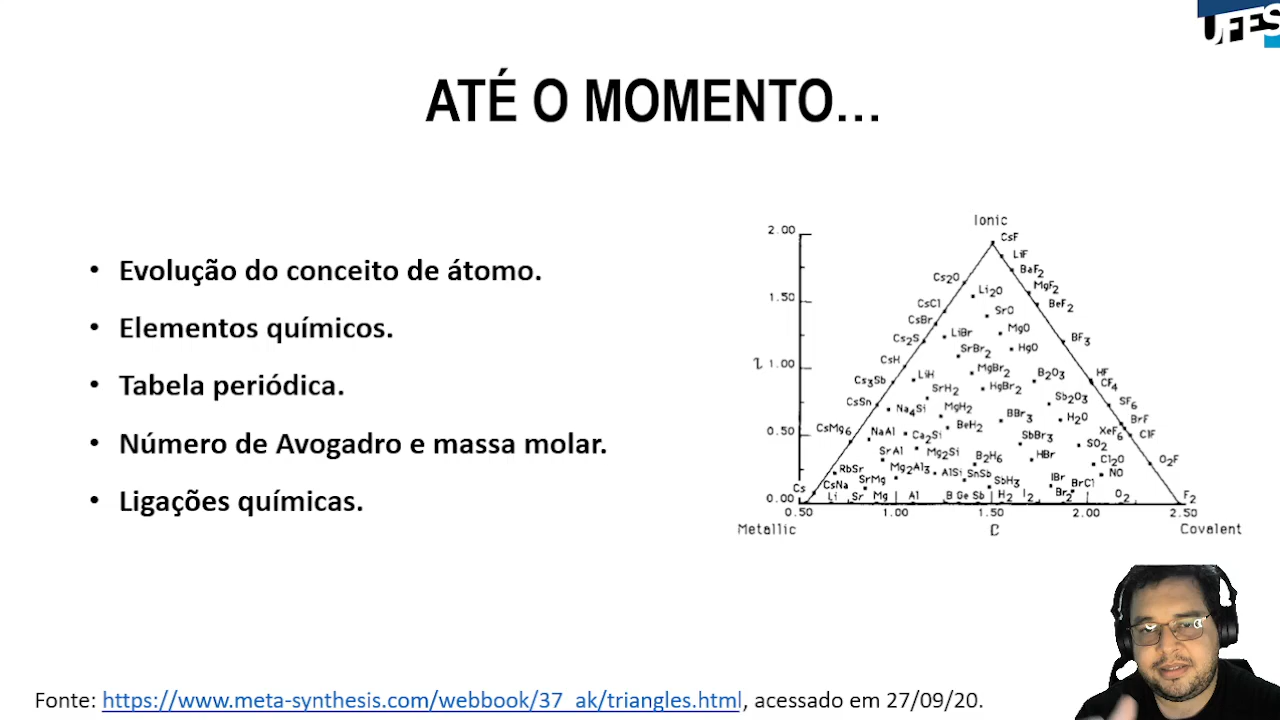 UFES
ATÉ O MOMENTO...
• Evolução do conceito de átomo.
• Elementos químicos.
• Tabela periódica.
• Número de Avogadro e massa molar.
• Ligações químicas.
Ionic
2.00
CsF
LiF
BaF2
Cs2O
MgF2
Li2O
1.50
BeF2
CsCl
SrO
CsBr
MgO
LiBr
Cs2S
BF3
HgO
SrBr2
CsH
1.00
MgBr2
HF
LiH
B2O3
Cs3Sb
CF4
HgBr2
SrH2
Sb2O3
SF6
CsSn
Na4Si
MgH2
BBr3
H2O
BrF
BeH2
CsMg6
NaAl
XeF6
ClF
0.50
Ca2Si
SbBr3
SO2
SrAl
Mg2Si
B2H6
HBr
Cl2O
O2F
RbSr
Mg2Al3
AlSi
SnSb
NO
SrMg
SbH3
IBr
BrCl
Cs
CsNa
0.00
Li
Sr
Mg
Al
B
Ge
Sb
H2
I2
Br2
O2
F2
0.50
1.00
1.50
2.00
2.50
Metallic
C
Covalent
Fonte: https://www.meta-synthesis.com/webbook/37_ak/triangles.html, acessado em 27/09/20.